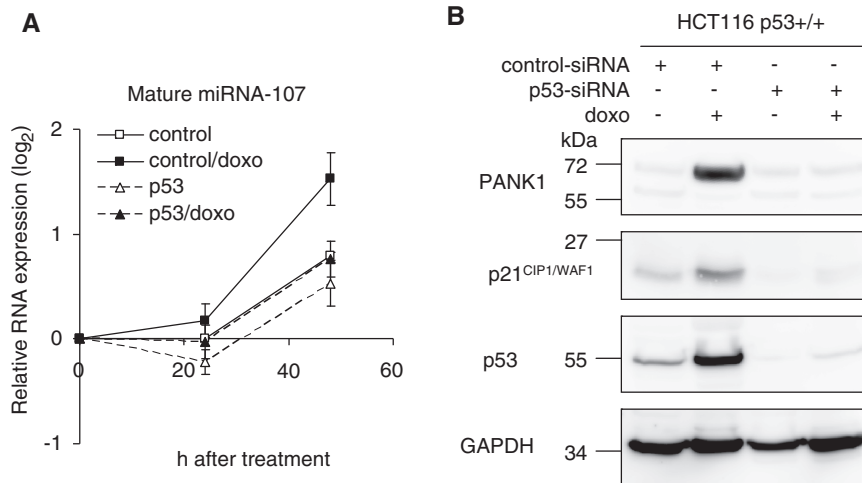 A
Mature miRNA-107
Relative RNA expression (log2)
2
1
0
-1
0
20
40
60
h after treatment
control
control/doxo
p53
p53/doxo
B
HCT116 p53+/+
control-siRNA + + - -
p53-siRNA - - + +
doxo - + - +
kDa
PANK1
72
55
27
p21CIP1/WAF1
p53
55
GAPDH
34